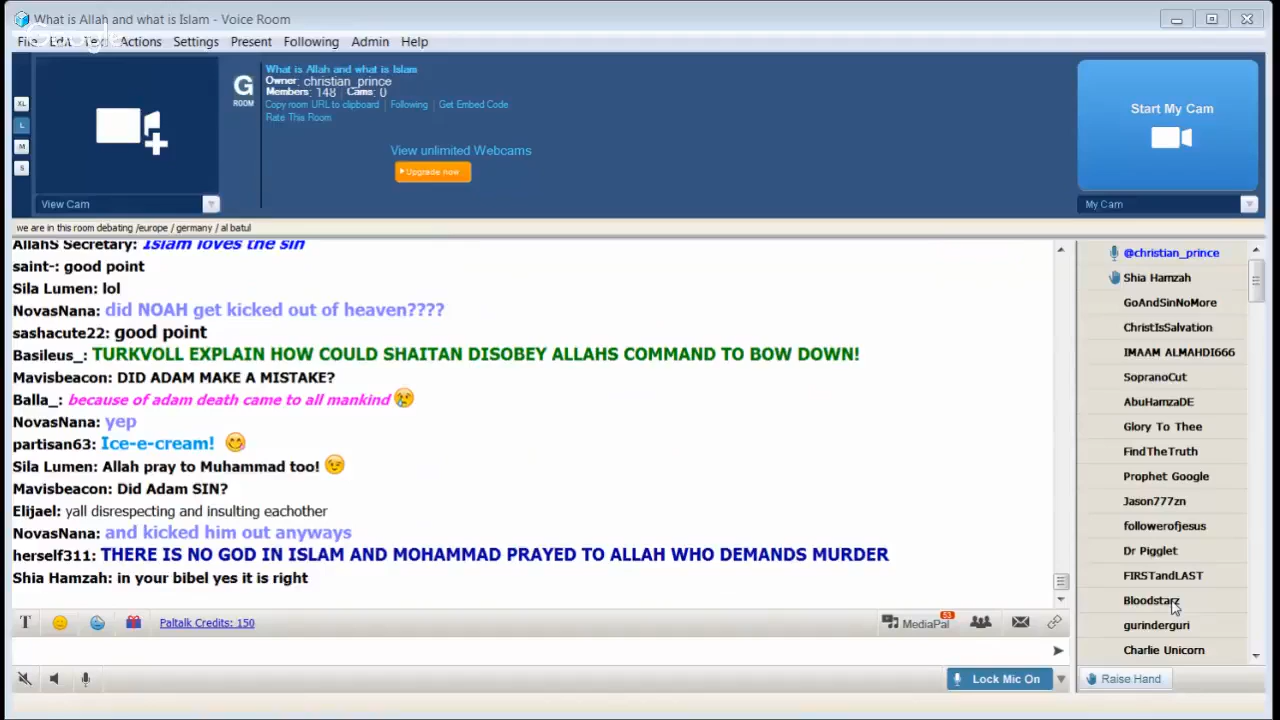 What is Allah and what is Islam - Voice Room
Google
File Edit Text Actions Settings Present Following Admin Help
XL
L
M
S
G
ROOM
What is Allah and what is Islam
Owner: christian_prince
Members: 148 Cams: 0
Copy room URL to clipboard | Following | Get Embed Code
Rate This Room
View unlimited Webcams
Upgrade now
Start My Cam
View Cam
My Cam
we are in this room debating /europe / germany / al batul
AllahS Secretary: Islam loves the sin
saint-: good point
Sila Lumen: lol
NovasNana: did NOAH get kicked out of heaven????
sashacute22: good point
Basileus_: TURKVOLL EXPLAIN HOW COULD SHAITAN DISOBEY ALLAHS COMMAND TO BOW DOWN!
Mavisbeacon: DID ADAM MAKE A MISTAKE?
Balla_: because of adam death came to all mankind
NovasNana: yep
partisan63: Ice-e-cream!
Sila Lumen: Allah pray to Muhammad too!
Mavisbeacon: Did Adam SIN?
Elijael: yall disrespecting and insulting eachother
NovasNana: and kicked him out anyways
herself311: THERE IS NO GOD IN ISLAM AND MOHAMMAD PRAYED TO ALLAH WHO DEMANDS MURDER
Shia Hamzah: in your bibel yes it is right
@christian_prince
Shia Hamzah
GoAndSinNoMore
ChristIsSalvation
IMAAM ALMAHDI666
SopranoCut
AbuHamzaDE
Glory To Thee
FindTheTruth
Prophet Google
Jason777zn
followerofjesus
Dr Pigglet
FIRSTandLAST
Bloodstarz
gurinderguri
Charlie Unicorn
T
Paltalk Credits: 150
MediaPal
53
Lock Mic On
Raise Hand